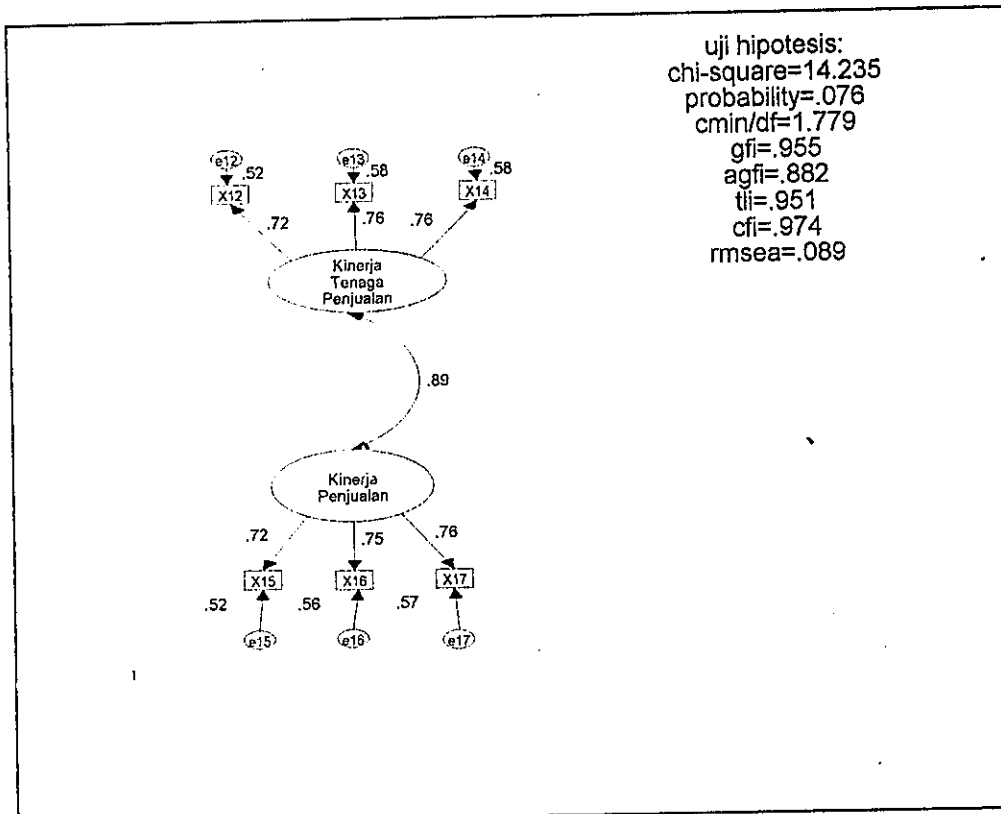 uji hipotesis:
chi-square=14.235
probability=.076
cmin/df=1.779
gfi=.955
agfi=.882
tli=.951
cfi=.974
rmsea=.089
e12 e13 e14
.52 .58 .58
X12 X13 X14
.72 .76 .76
Kinerja
Tenaga
Penjualan
.89
Kinerja
Penjualan
.72 .75 .76
X15 X16 X17
.52 .56 .57
e15 e16 e17
1